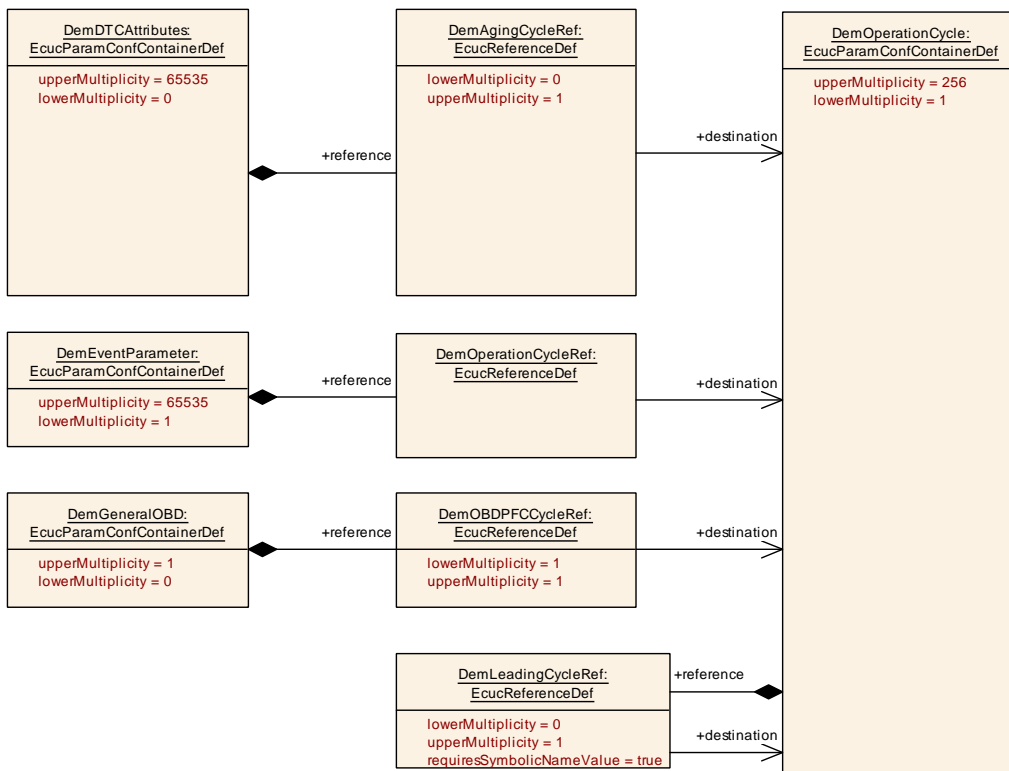 DemDTCAttributes:
EcucParamConfContainerDef
upperMultiplicity = 65535
lowerMultiplicity = 0
+reference
DemAgingCycleRef:
EcucReferenceDef
lowerMultiplicity = 0
upperMultiplicity = 1
+destination
DemOperationCycle:
EcucParamConfContainerDef
upperMultiplicity = 256
lowerMultiplicity = 1
DemEventParameter:
EcucParamConfContainerDef
upperMultiplicity = 65535
lowerMultiplicity = 1
+reference
DemOperationCycleRef:
EcucReferenceDef
+destination
DemGeneralOBD:
EcucParamConfContainerDef
upperMultiplicity = 1
lowerMultiplicity = 0
+reference
DemOBDPFCCycleRef:
EcucReferenceDef
lowerMultiplicity = 1
upperMultiplicity = 1
+destination
DemLeadingCycleRef:
EcucReferenceDef
lowerMultiplicity = 0
upperMultiplicity = 1
requiresSymbolicNameValue = true
+reference
+destination